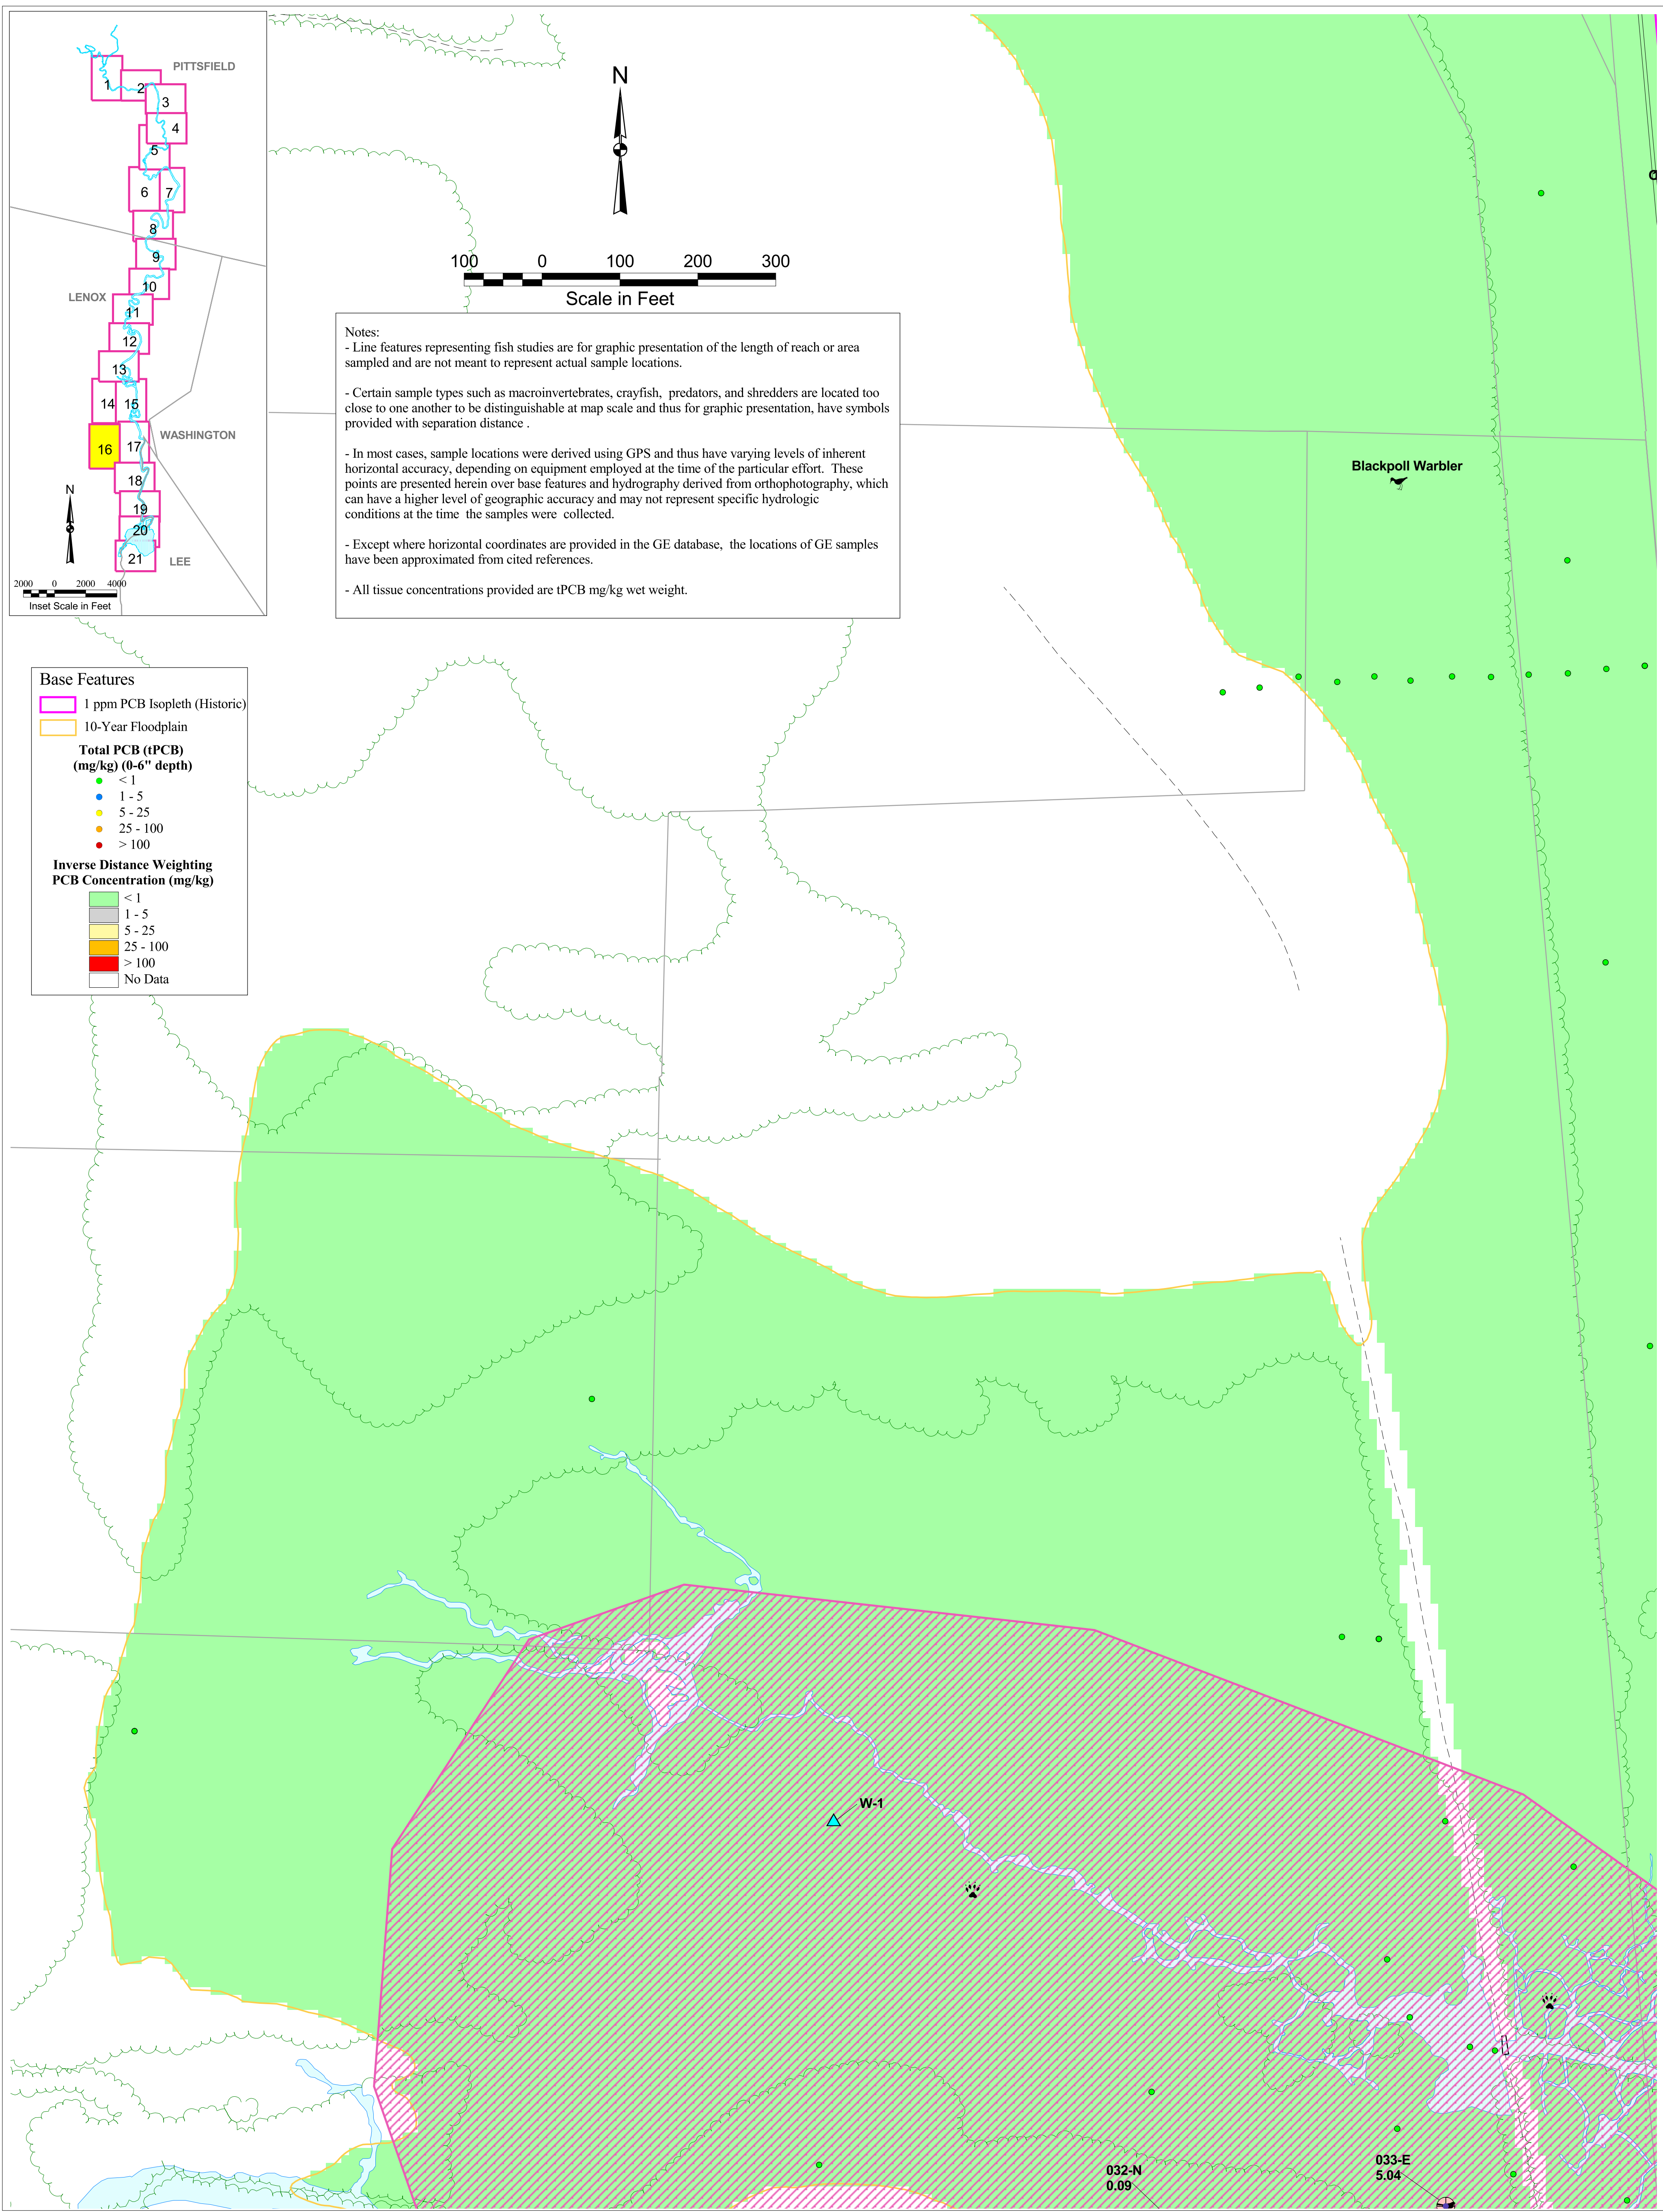 PITTSFIELD
1
2
3
4
5
6
7
8
9
10
LENOX
11
12
13
14
15
WASHINGTON
16
17
18
N
19
20
21
LEE
2000 0 2000 4000
Inset Scale in Feet
N
100 0 100 200 300
Scale in Feet
Notes:
- Line features representing fish studies are for graphic presentation of the length of reach or area
sampled and are not meant to represent actual sample locations.
- Certain sample types such as macroinvertebrates, crayfish, predators, and shredders are located too
close to one another to be distinguishable at map scale and thus for graphic presentation, have symbols
provided with separation distance .
- In most cases, sample locations were derived using GPS and thus have varying levels of inherent
horizontal accuracy, depending on equipment employed at the time of the particular effort. These
points are presented herein over base features and hydrography derived from orthophotography, which
can have a higher level of geographic accuracy and may not represent specific hydrologic
conditions at the time the samples were collected.
- Except where horizontal coordinates are provided in the GE database, the locations of GE samples
have been approximated from cited references.
- All tissue concentrations provided are tPCB mg/kg wet weight.
Blackpoll Warbler
Base Features
1 ppm PCB Isopleth (Historic)
10-Year Floodplain
Total PCB (tPCB)
(mg/kg) (0-6" depth)
< 1
1 - 5
5 - 25
25 - 100
> 100
Inverse Distance Weighting
PCB Concentration (mg/kg)
< 1
1 - 5
5 - 25
25 - 100
> 100
No Data
W-1
032-N
0.09
033-E
5.04